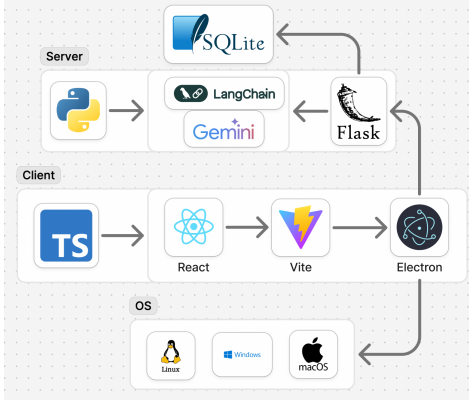 SQLite
Server
LangChain
Gemini
Flask
Client
TS
React
Vite
Electron
OS
Linux
Windows
macOS